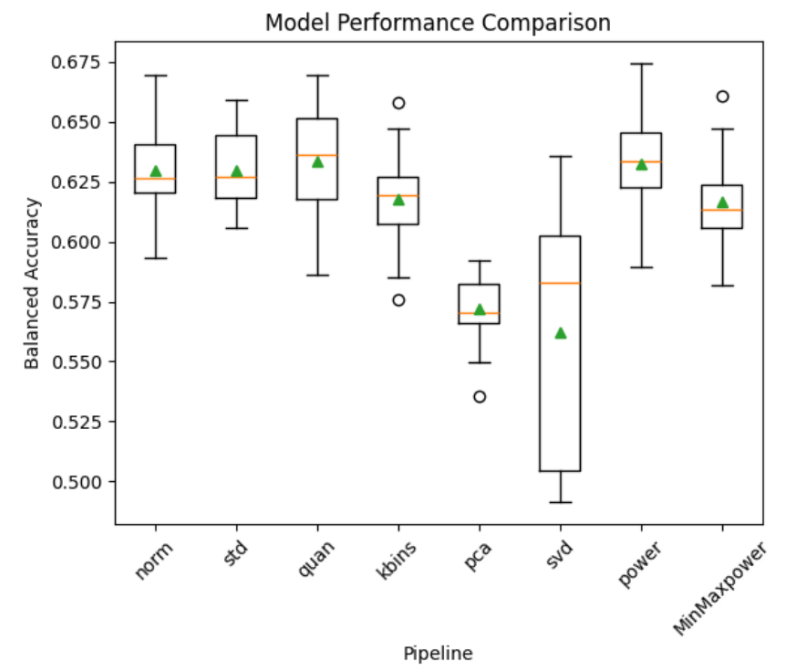 Model Performance Comparison
Balanced Accuracy
0.675
0.650
0.625
0.600
0.575
0.550
0.525
0.500
norm
std
quan
kbins
pca
svd
power
MinMaxpower
Pipeline